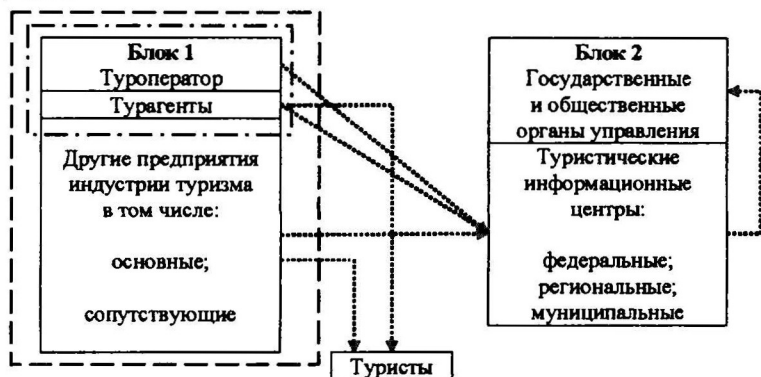 Блок 1
Туроператор
Турагенты
Другие предприятия
индустрии туризма
в том числе:
основные;
сопутствующие
Блок 2
Государственные
и общественные
органы управления
Туристические
информационные
центры:
федеральные;
региональные;
муниципальные
Туристы